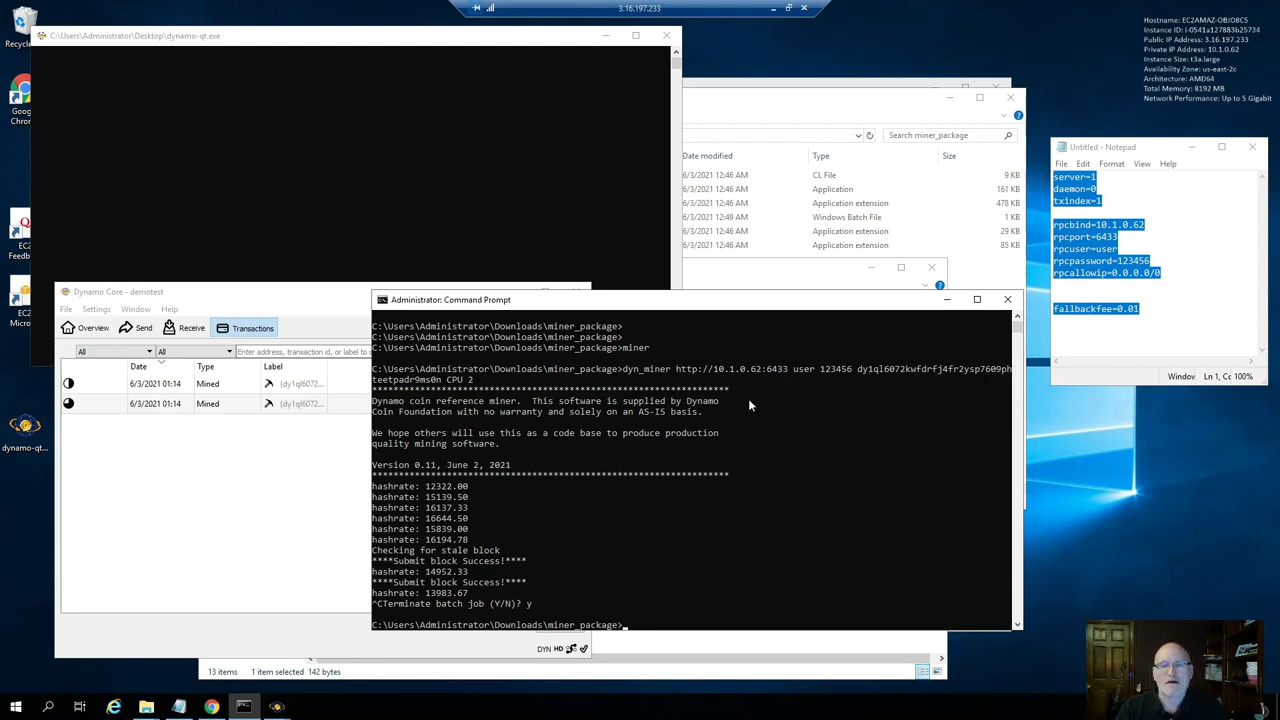 3.16.197.233
Hostname: EC2AMAZ-OBJO8CS
Instance ID: i-0541a127883b25734
Public IP Address: 3.16.197.233
Private IP Address: 10.1.0.62
Instance Size: t3a.large
Availability Zone: us-east-2c
Architecture: AMD64
Total Memory: 8192 MB
Network Performance: Up to 5 Gigabit
Recycle
C:\Users\Administrator\Desktop\dynamo-qt.exe
Search miner_package
Date modified Type Size
6/3/2021 12:46 AM CL File 9 KB
6/3/2021 12:46 AM Application 161 KB
6/3/2021 12:46 AM Application extension 478 KB
6/3/2021 12:49 AM Windows Batch File 1 KB
6/3/2021 12:46 AM Application extension 29 KB
6/3/2021 12:46 AM Application extension 85 KB
Untitled - Notepad
File Edit Format View Help
server=1
daemon=0
txindex=1
rpcbind=10.1.0.62
rpcport=6433
rpcuser=user
rpcpassword=123456
rpcallowip=0.0.0.0/0
fallbackfee=0.01
Window Ln 1, Cc 100%
dynamo-qt...
Dynamo Core - demotest
File Settings Window Help
Overview Send Receive Transactions
All All Enter address, transaction id, or label to
Date Type Label
6/3/2021 01:14 Mined (dy1ql6072...
6/3/2021 01:14 Mined (dy1ql6072...
DYN HD
Administrator: Command Prompt
C:\Users\Administrator\Downloads\miner_package>
C:\Users\Administrator\Downloads\miner_package>
C:\Users\Administrator\Downloads\miner_package>miner
C:\Users\Administrator\Downloads\miner_package>dyn_miner http://10.1.0.62:6433 user 123456 dy1ql6072kwfdrfj4fr2ysp7609ph
teetpadr9ms0n CPU 2
*******************************************************************
Dynamo coin reference miner. This software is supplied by Dynamo
Coin Foundation with no warranty and solely on an AS-IS basis.
We hope others will use this as a code base to produce production
quality mining software.
Version 0.11, June 2, 2021
*******************************************************************
hashrate: 12322.00
hashrate: 15139.50
hashrate: 16137.33
hashrate: 16644.50
hashrate: 15839.00
hashrate: 16194.78
Checking for stale block
****Submit block Success!****
hashrate: 14952.33
****Submit block Success!****
hashrate: 13983.67
^CTerminate batch job (Y/N)? y
C:\Users\Administrator\Downloads\miner_package>
13 items 1 item selected 142 bytes